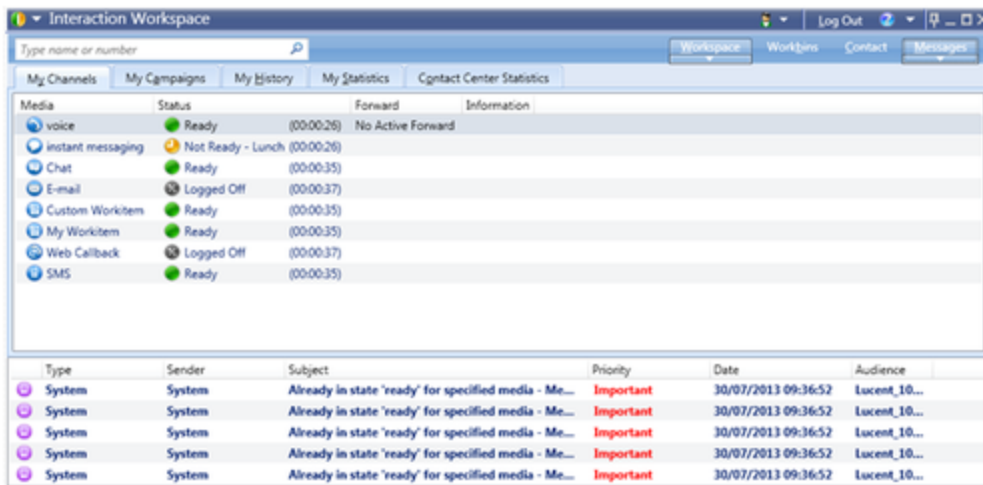 Interaction Workspace Log Out
Type name or number Workspace Workbins Contact Messages
My Channels My Campaigns My History My Statistics Contact Center Statistics
Media Status Forward Information
voice Ready (00:00:26) No Active Forward
instant messaging Not Ready - Lunch (00:00:26)
Chat Ready (00:00:35)
E-mail Logged Off (00:00:37)
Custom Workitem Ready (00:00:35)
My Workitem Ready (00:00:35)
Web Callback Logged Off (00:00:37)
SMS Ready (00:00:35)
Type Sender Subject Priority Date Audience
System System Already in state 'ready' for specified media - Me... Important 30/07/2013 09:36:52 Lucent_10...
System System Already in state 'ready' for specified media - Me... Important 30/07/2013 09:36:52 Lucent_10...
System System Already in state 'ready' for specified media - Me... Important 30/07/2013 09:36:52 Lucent_10...
System System Already in state 'ready' for specified media - Me... Important 30/07/2013 09:36:52 Lucent_10...
System System Already in state 'ready' for specified media - Me... Important 30/07/2013 09:36:52 Lucent_10...